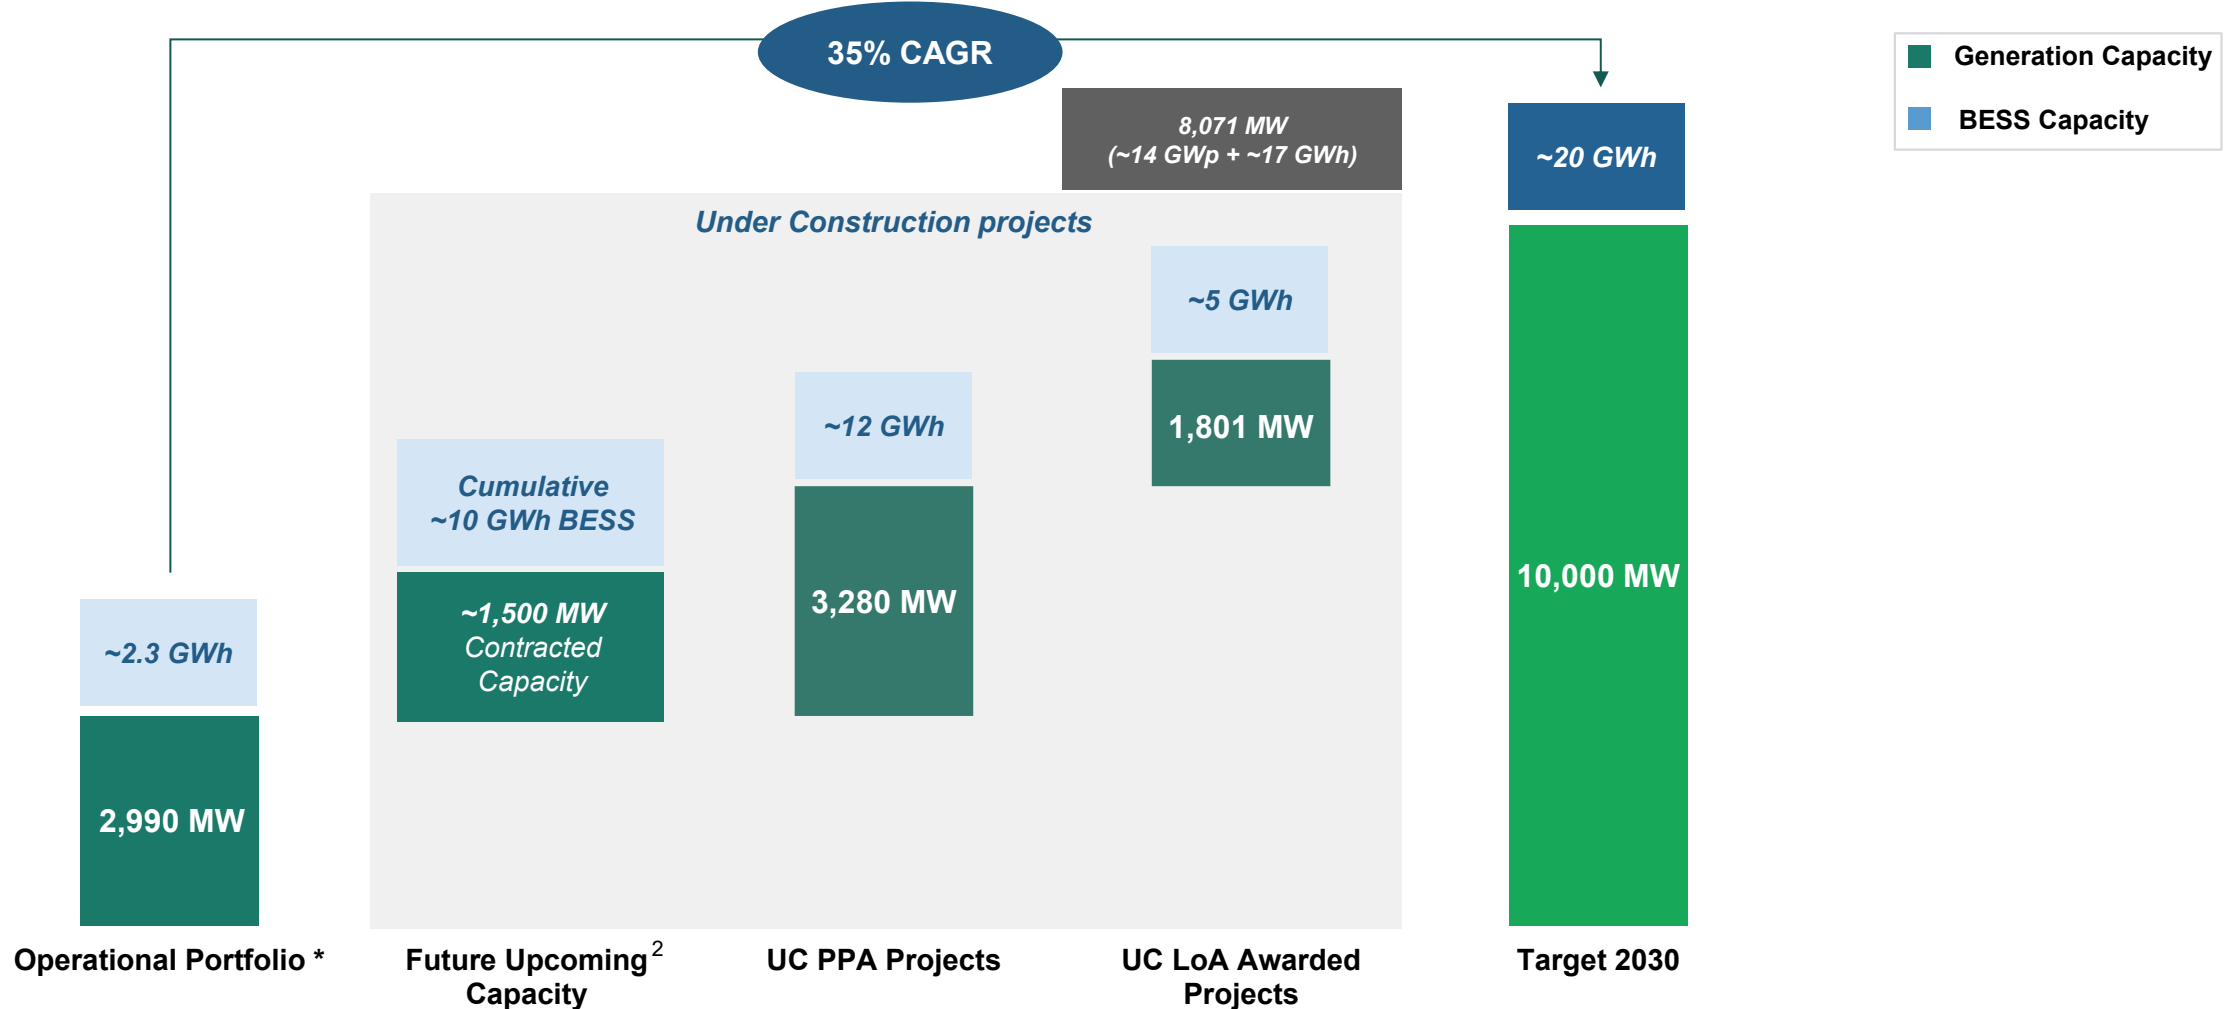 35% CAGR
Generation Capacity
BESS Capacity
8,071 MW
(~14 GWp + ~17 GWh)
~20 GWh
Under Construction projects
~5 GWh
~12 GWh
1,801 MW
Cumulative
~10 GWh BESS
10,000 MW
~1,500 MW
Contracted
Capacity
3,280 MW
~2.3 GWh
2,990 MW
Operational Portfolio *
Future Upcoming 2
Capacity
UC PPA Projects
UC LoA Awarded
Projects
Target 2030